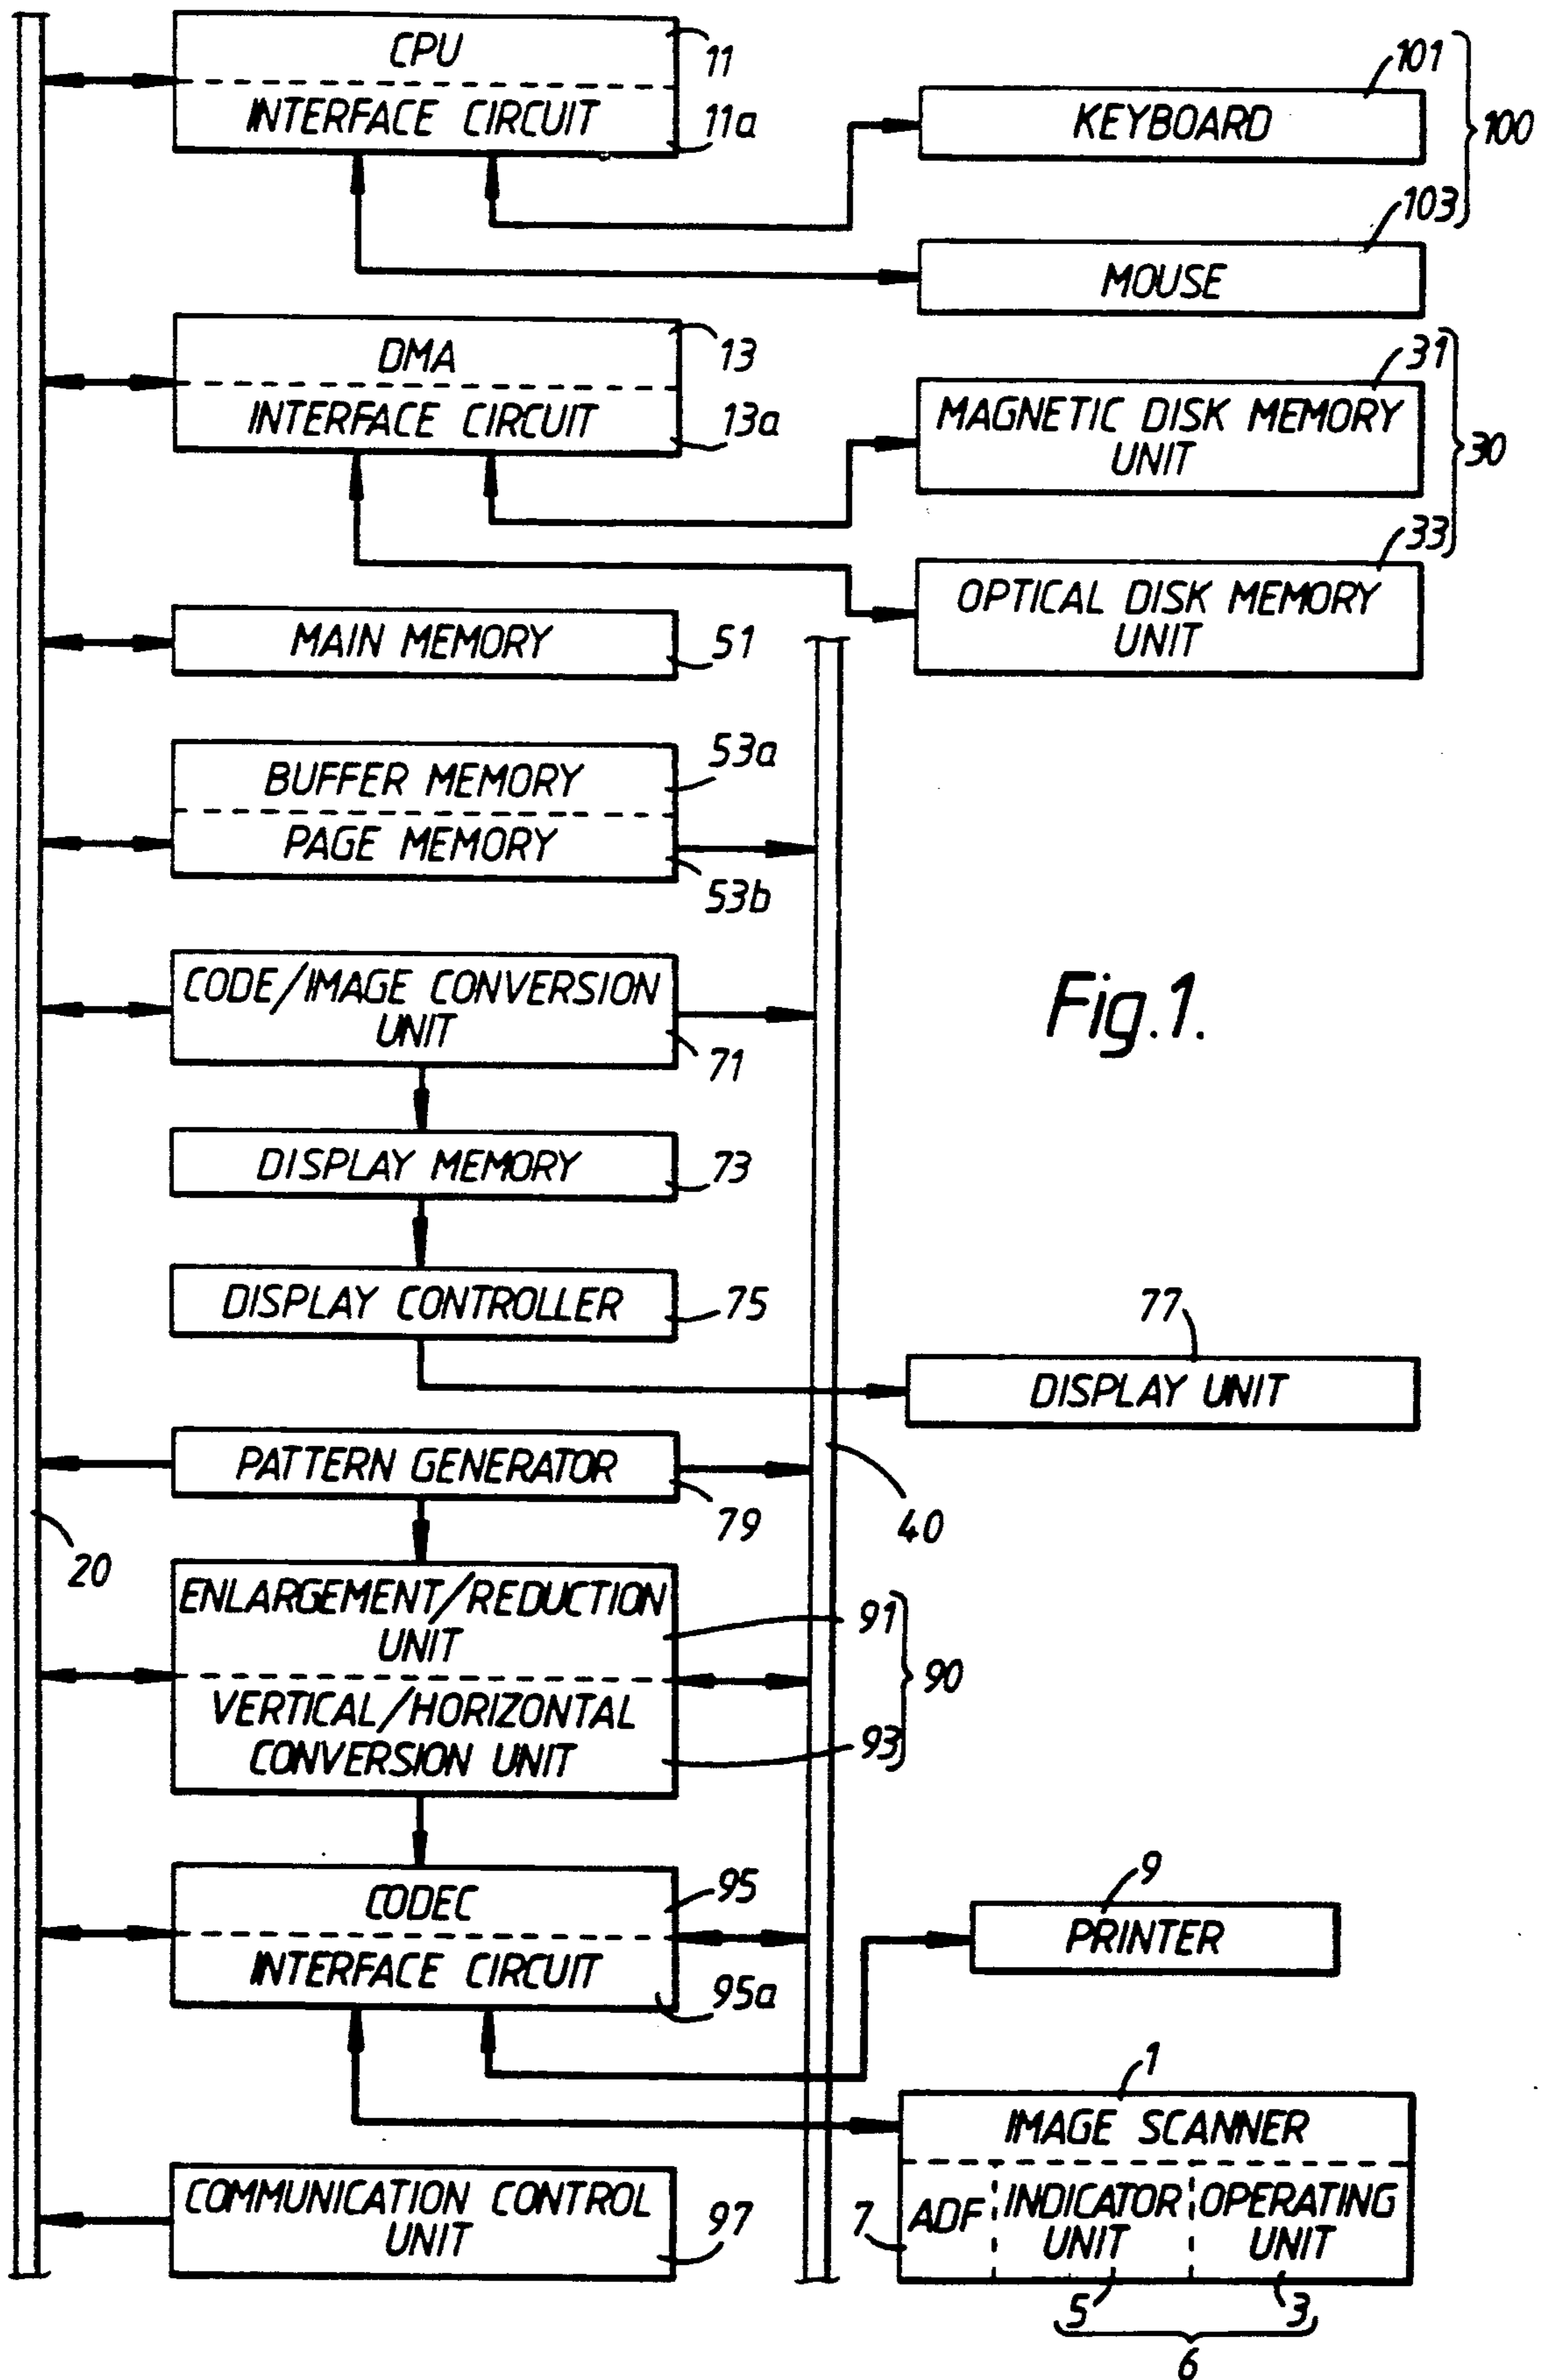 CPU
11
INTERFACE CIRCUIT
11a
KEYBOARD
101
100
MOUSE
103
DMA
13
INTERFACE CIRCUIT
13a
MAGNETIC DISK MEMORY
UNIT
31
30
OPTICAL DISK MEMORY
UNIT
33
MAIN MEMORY
51
BUFFER MEMORY
53a
PAGE MEMORY
53b
CODE/IMAGE CONVERSION
UNIT
71
Fig.1.
DISPLAY MEMORY
73
DISPLAY CONTROLLER
75
77
DISPLAY UNIT
PATTERN GENERATOR
79
40
20
ENLARGEMENT/REDUCTION
UNIT
91
90
VERTICAL/HORIZONTAL
CONVERSION UNIT
93
CODEC
95
INTERFACE CIRCUIT
95a
9
PRINTER
1
IMAGE SCANNER
7
ADF
INDICATOR
UNIT
OPERATING
UNIT
5
3
6
COMMUNICATION CONTROL
UNIT
97